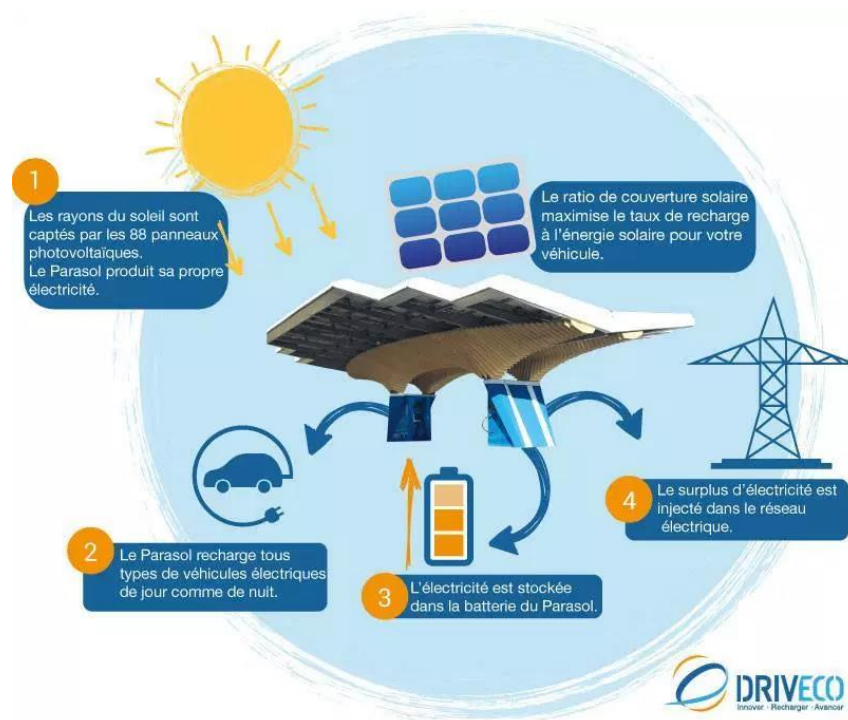 1
Les rayons du soleil sont
captés par les 88 panneaux
photovoltaïques.
Le Parasol produit sa propre
électricité.
Le ratio de couverture solaire
maximise le taux de recharge
à l'énergie solaire pour votre
véhicule.
2
Le Parasol recharge tous
types de véhicules électriques
de jour comme de nuit.
3
L'électricité est stockée
dans la batterie du Parasol.
4
Le surplus d'électricité est
injecté dans le réseau
électrique.
DRIVECO
Innover · Recharger · Avancer